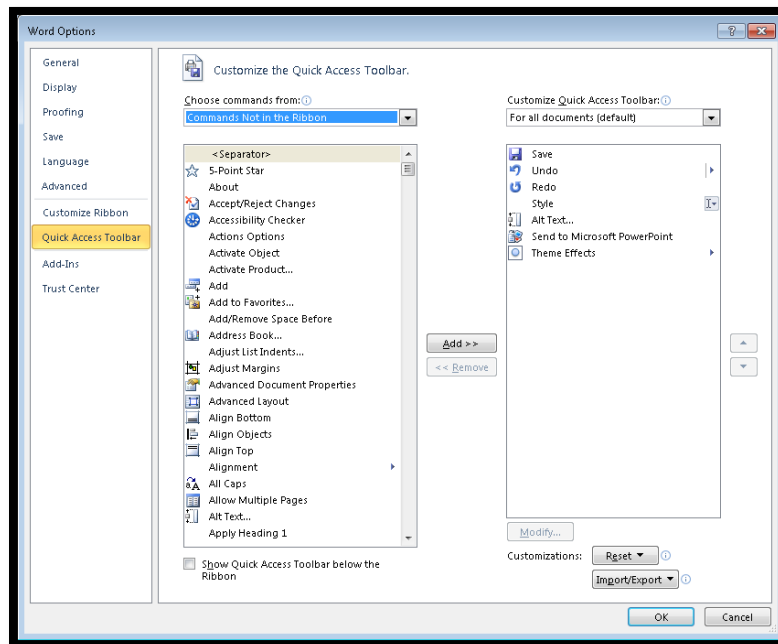 Word Options
General
Display
Proofing
Save
Language
Advanced
Customize Ribbon
Quick Access Toolbar
Add-Ins
Trust Center
Customize the Quick Access Toolbar.
Choose commands from:
Commands Not in the Ribbon
<Separator>
5-Point Star
About
Accept/Reject Changes
Accessibility Checker
Actions Options
Activate Object
Activate Product...
Add
Add to Favorites...
Add/Remove Space Before
Address Book...
Adjust List Indents...
Adjust Margins
Advanced Document Properties
Advanced Layout
Align Bottom
Align Objects
Align Top
Alignment
All Caps
Allow Multiple Pages
Alt Text...
Apply Heading 1
Show Quick Access Toolbar below the
Ribbon
Add >>
<< Remove
Customize Quick Access Toolbar:
For all documents (default)
Save
Undo
Redo
Style
Alt Text...
Send to Microsoft PowerPoint
Theme Effects
Modify...
Customizations:
Reset
Import/Export
OK
Cancel